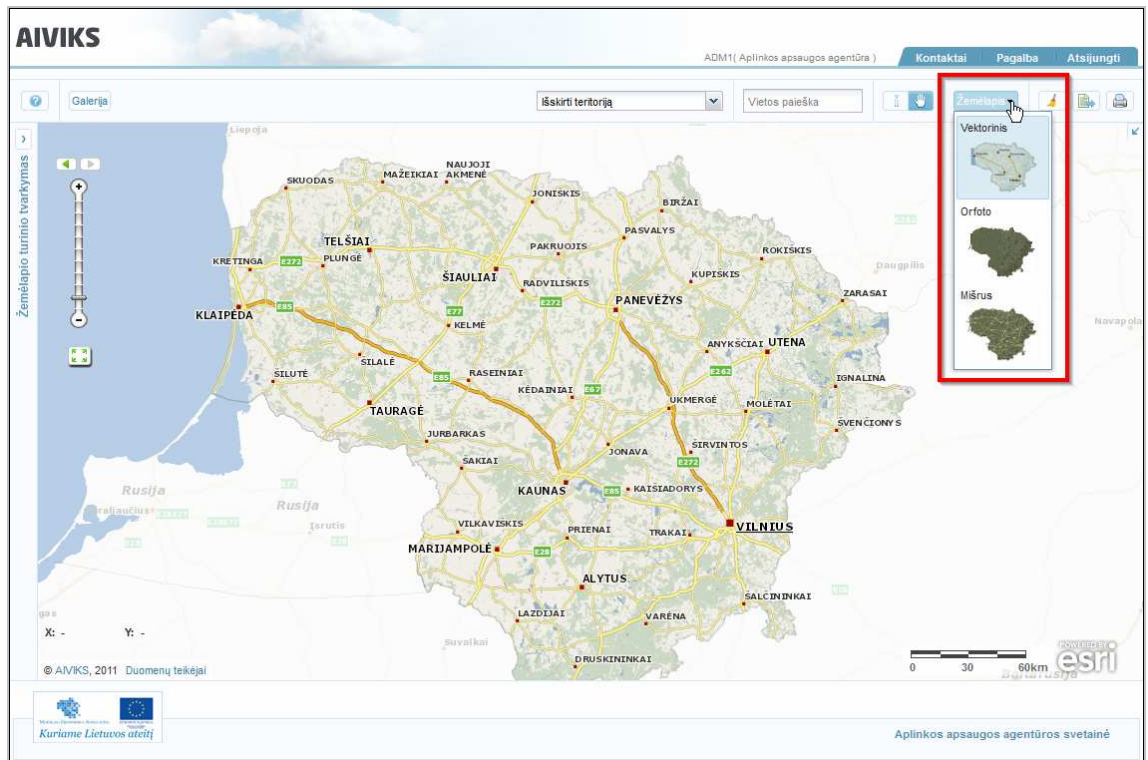 AIVIKS
ADM1( Aplinkos apsaugos agentūra )
Kontaktai
Pagalba
Atsijungti
Galerija
Išskirti teritoriją
Vietos paieška
Žemėlapis
Vektorinis
Orfoto
Mišrus
Žemėlapio turinio tvarkymas
Liepoja
SKUODAS
MAŽEIKIAI
NAUJOJI
AKMENĖ
JONIŠKIS
BIRŽAI
PASVALYS
TELŠIAI
PAKRUOJIS
ROKIŠKIS
KRETINGA
E272
PLUNGĖ
ŠIAULIAI
KUPIŠKIS
Daugpilis
RADVILIŠKIS
E272
PANEVĖŽYS
ZARASAI
KLAIPĖDA
E85
E77
KELMĖ
ANYKŠČIAI
UTENA
ŠILALĖ
E262
ŠILUTĖ
E85
RASEINIAI
IGNALINA
KĖDAINIAI
E67
UKMERGĖ
MOLĖTAI
TAURAGĖ
ŠVENČIONYS
JURBARKAS
ŠIRVINTOS
JONAVA
ŠAKIAI
E272
KAUNAS
E85
KAIŠIADORYS
Rusija
Rusija
Isrutis
VILKAVIŠKIS
PRIENAI
TRAKAI
VILNIUS
MARIJAMPOLĖ
E28
ALYTUS
ŠALČININKAI
LAZDIJAI
VARĖNA
Suvalkai
DRUSKININKAI
X: -
Y: -
0
30
60km
POWERED BY
esri
© AIVIKS, 2011
Duomenų teikėjai
Kuriame Lietuvos ateitį
Aplinkos apsaugos agentūros svetainė